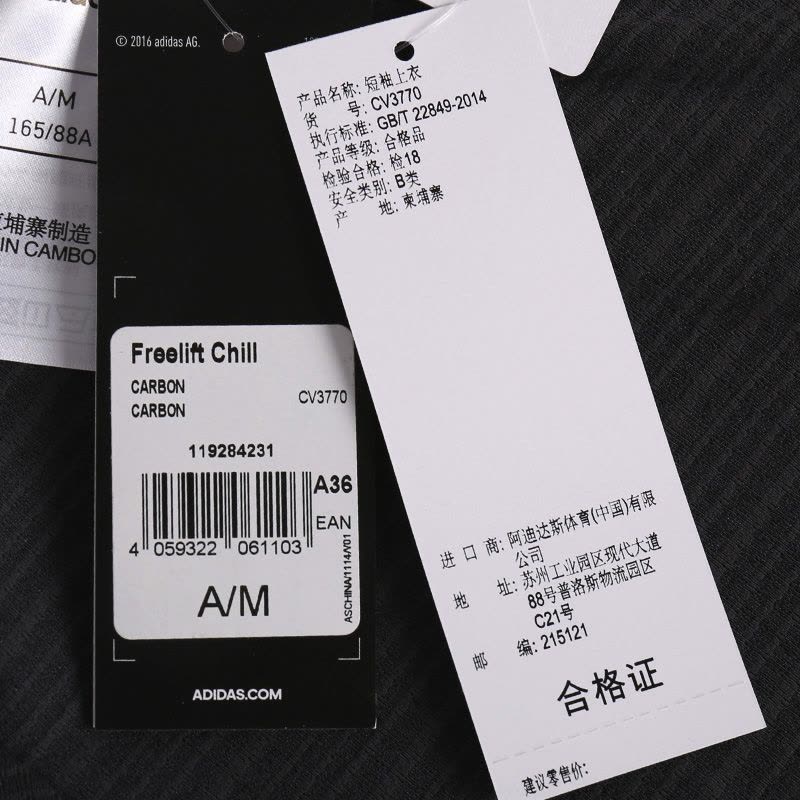 © 2016 adidas AG.
A/M
165/88A
埔寨制造
IN CAMBO
Freelift Chill
CARBON
CARBON
CV3770
119284231
A36
EAN
4 059322 061103
ASCHINA/1114/V01
A/M
ADIDAS.COM
产品名称: 短袖上衣
货 号: CV3770
执行标准: GB/T 22849-2014
产品等级: 合格品
检验合格: 检18
安全类别: B类
产 地: 柬埔寨
进 口 商: 阿迪达斯体育(中国)有限
公司
地 址: 苏州工业园区现代大道
88号普洛斯物流园区
C21号
邮 编: 215121
合格证
建议零售价: